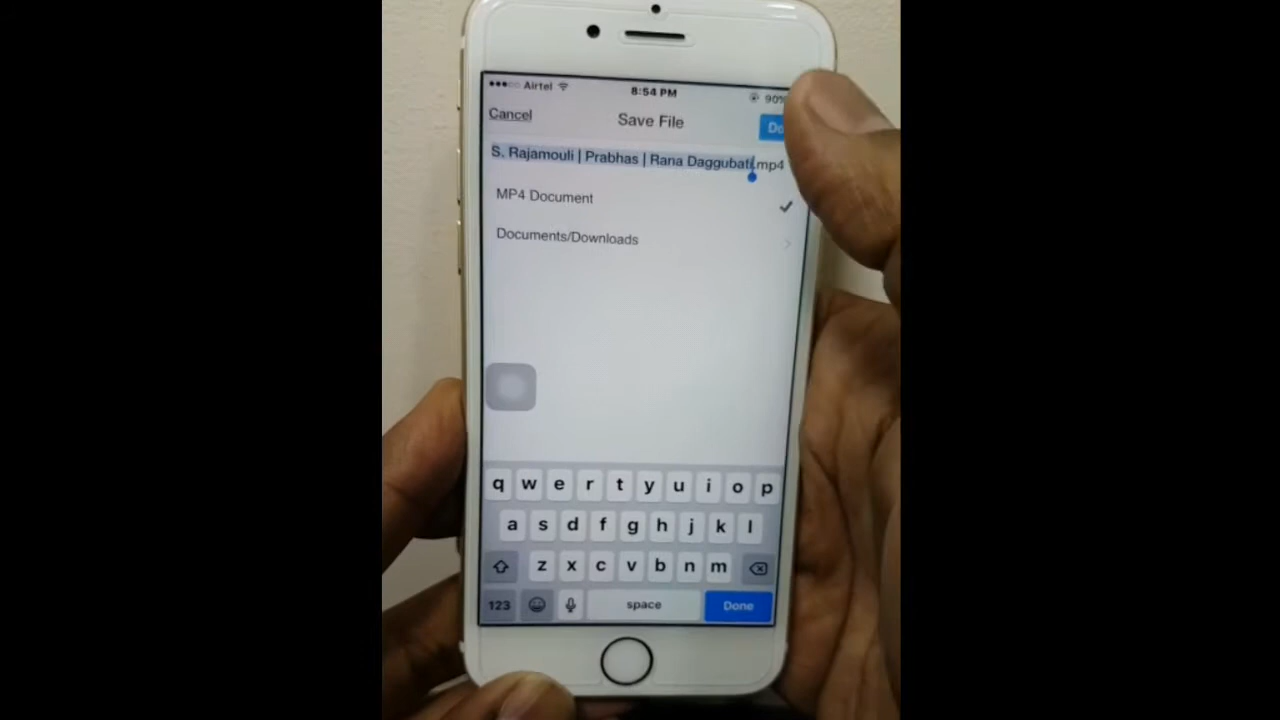 Airtel 8:54 PM 90%
Cancel Save File
S. Rajamouli | Prabhas | Rana Daggubati.mp4
MP4 Document
Documents/Downloads
q w e r t y u i o p
a s d f g h j k l
z x c v b n m
123 space Done